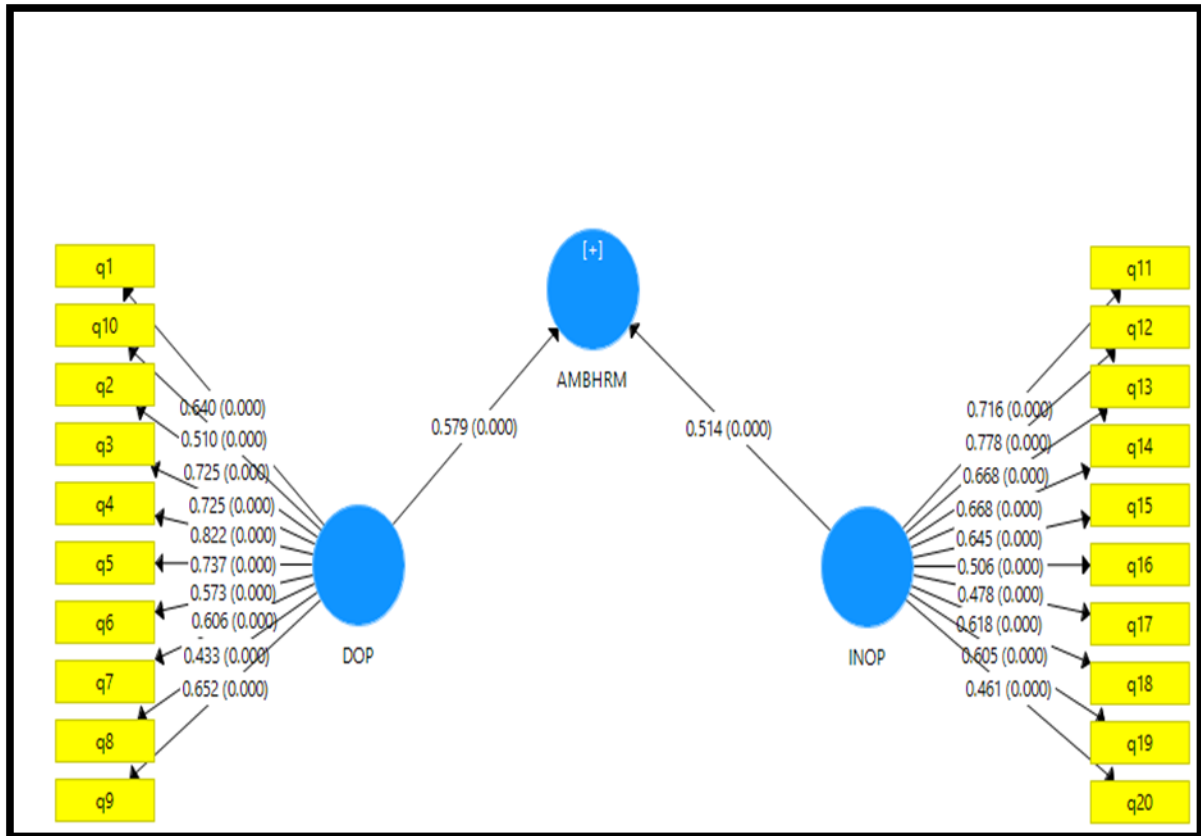 [+]
AMBHRM
0.579 (0.000)
0.514 (0.000)
q1
q10
q2
q3
q4
q5
q6
q7
q8
q9
0.640 (0.000)
0.510 (0.000)
0.725 (0.000)
0.725 (0.000)
0.822 (0.000)
0.737 (0.000)
0.573 (0.000)
0.606 (0.000)
0.433 (0.000)
0.652 (0.000)
DOP
0.716 (0.000)
0.778 (0.000)
0.668 (0.000)
0.668 (0.000)
0.645 (0.000)
0.506 (0.000)
0.478 (0.000)
0.618 (0.000)
0.605 (0.000)
0.461 (0.000)
INOP
q11
q12
q13
q14
q15
q16
q17
q18
q19
q20